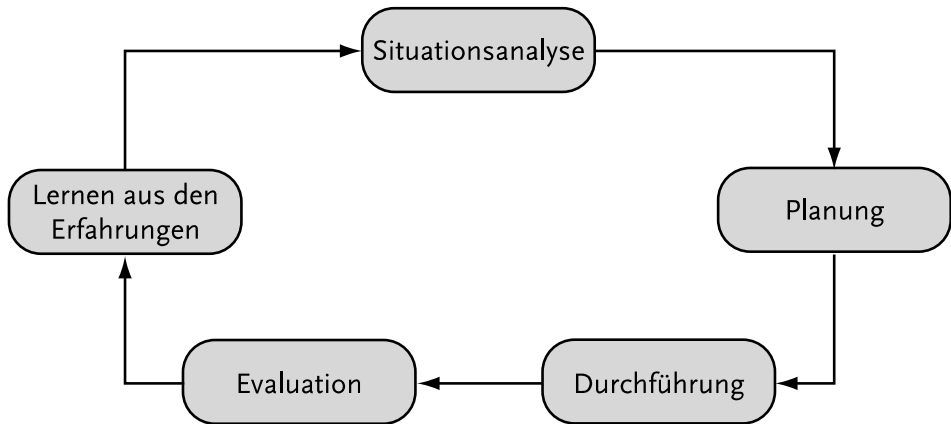 Situationsanalyse
Planung
Durchführung
Evaluation
Lernen aus den
Erfahrungen